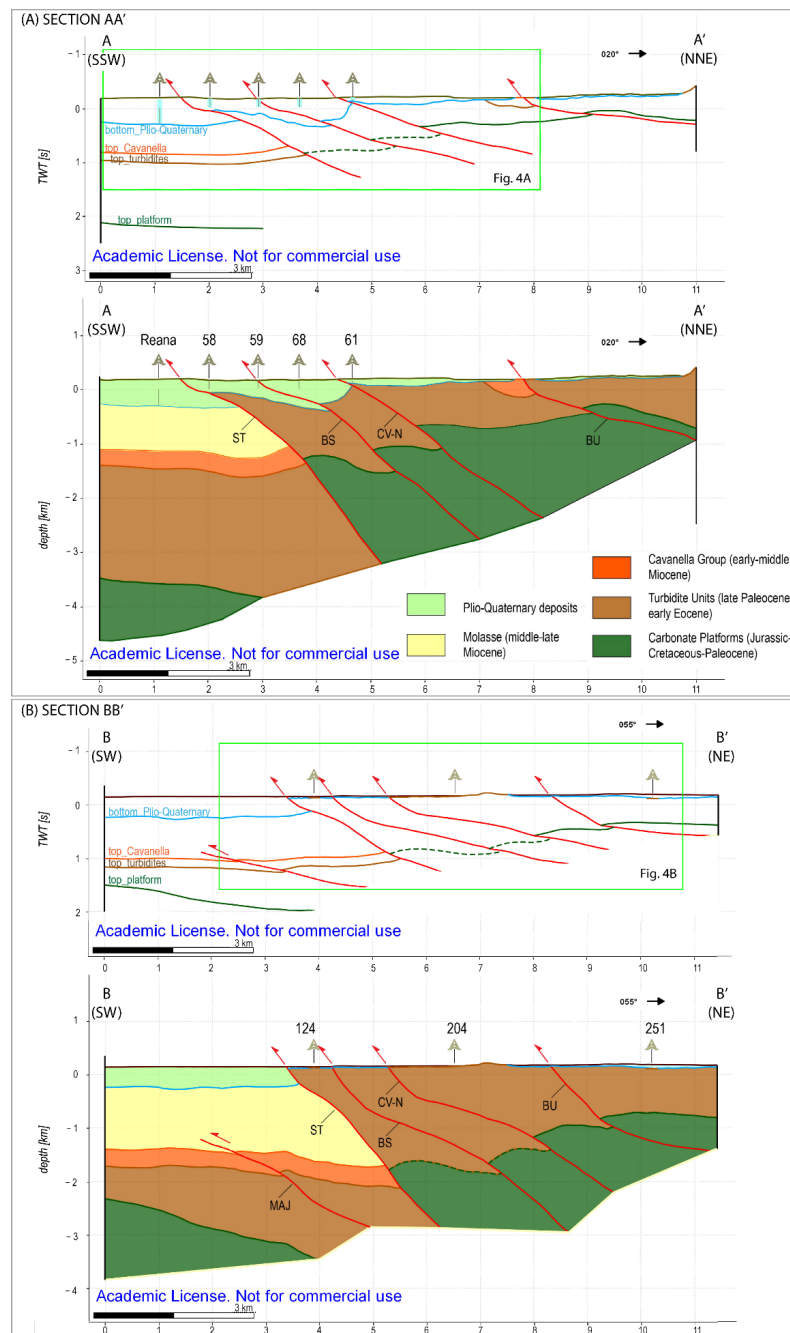 (A) SECTION AA'
A
(SSW)
A'
(NNE)
020°
– 1
0
1
2
3
TWT [s]
bottom_Plio-Quaternary
top_Cavanella
top_turbidites
top_platform
Fig. 4A
Academic License. Not for commercial use
3 km
0 1 2 3 4 5 6 7 8 9 10 11
A
(SSW)
A'
(NNE)
Reana 58 59 68 61
020°
1
0
– 1
– 2
– 3
– 4
– 5
depth [km]
ST
BS
CV-N
BU
Plio-Quaternary deposits
Molasse (middle-late
Miocene)
Cavanella Group (early-middle
Miocene)
Turbidite Units (late Paleocene
early Eocene)
Carbonate Platforms (Jurassic-
Cretaceous-Paleocene)
Academic License. Not for commercial use
3 km
0 1 2 3 4 5 6 7 8 9 10 11
(B) SECTION BB'
B
(SW)
B'
(NE)
055°
–1
0
1
2
TWT [s]
bottom_Plio-Quaternary
top_Cavanella
top_turbidites
top_platform
Fig. 4B
Academic License. Not for commercial use
3 km
0 1 2 3 4 5 6 7 8 9 10 11
B
(SW)
B'
(NE)
055°
124 204 251
1
0
– 1
– 2
– 3
– 4
depth [km]
ST
CV-N
BS
BU
MAJ
Academic License. Not for commercial use
3 km
0 1 2 3 4 5 6 7 8 9 10 11